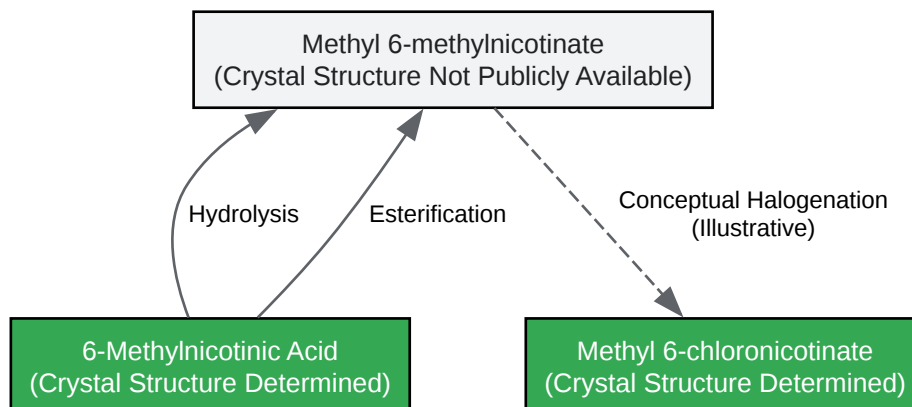 Methyl 6-methylnicotinate
(Crystal Structure Not Publicly Available)
Hydrolysis
Esterification
Conceptual Halogenation
(Illustrative)
6-Methylnicotinic Acid
(Crystal Structure Determined)
Methyl 6-chloronicotinate
(Crystal Structure Determined)